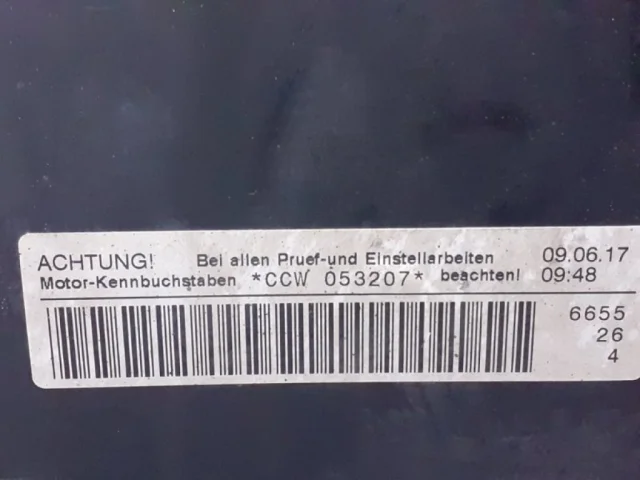 ACHTUNG! Bei allen Pruef-und Einstellarbeiten 09.06.17
Motor-Kennbuchstaben *CCW 053207* beachten! 09:48
6655
26
4